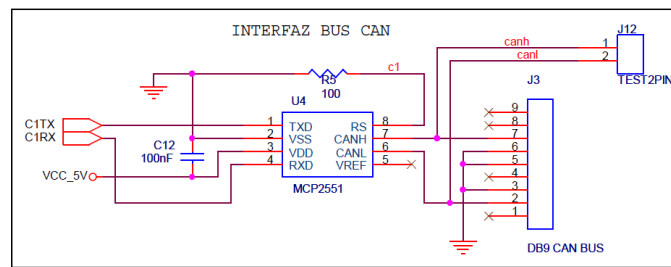 INTERFAZ BUS CAN
J12
canh
1
canl
2
TEST2PIN
c1
R5
100
J3
U4
C1TX
1 TXD RS 8
C1RX
2 VSS CANH 7
3 VDD CANL 6
4 RXD VREF 5
MCP2551
C12
100nF
VCC_5V
9
8
7
6
5
4
3
2
1
DB9 CAN BUS